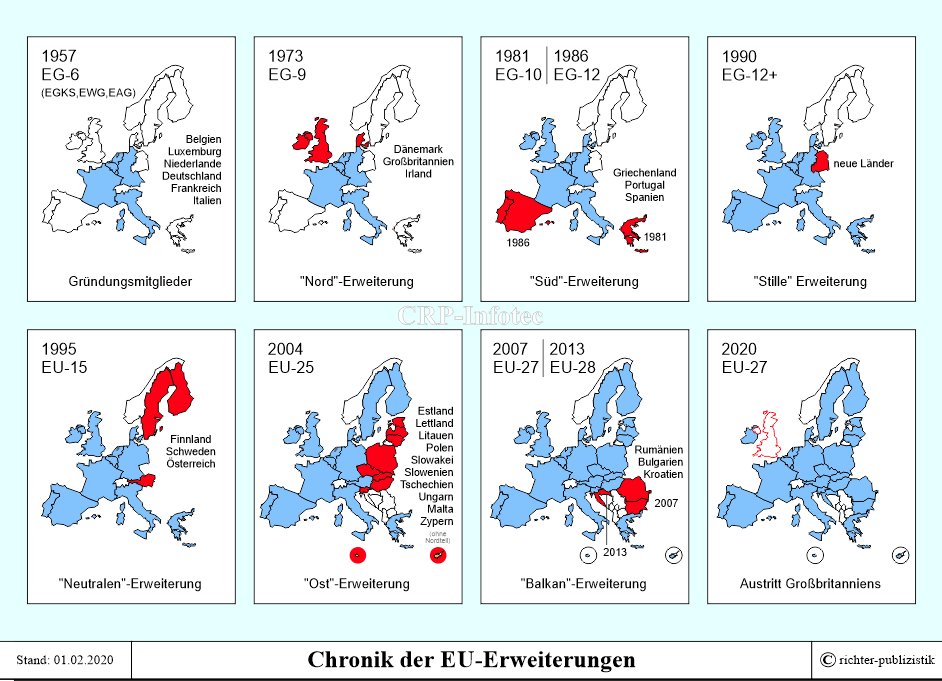 1957
EG-6
(EGKS,EWG,EAG)
Belgien
Luxemburg
Niederlande
Deutschland
Frankreich
Italien
Gründungsmitglieder
1973
EG-9
Dänemark
Großbritannien
Irland
"Nord"-Erweiterung
1981 1986
EG-10 EG-12
Griechenland
Portugal
Spanien
1986
1981
"Süd"-Erweiterung
1990
EG-12+
neue Länder
"Stille" Erweiterung
CRP-Infotec
1995
EU-15
Finnland
Schweden
Österreich
"Neutralen"-Erweiterung
2004
EU-25
Estland
Lettland
Litauen
Polen
Slowakei
Slowenien
Tschechien
Ungarn
Malta
Zypern
(ohne
Nordteil)
"Ost"-Erweiterung
2007 2013
EU-27 EU-28
Rumänien
Bulgarien
Kroatien
2007
2013
"Balkan"-Erweiterung
2020
EU-27
Austritt Großbritanniens
Stand: 01.02.2020
Chronik der EU-Erweiterungen
© richter-publizistik